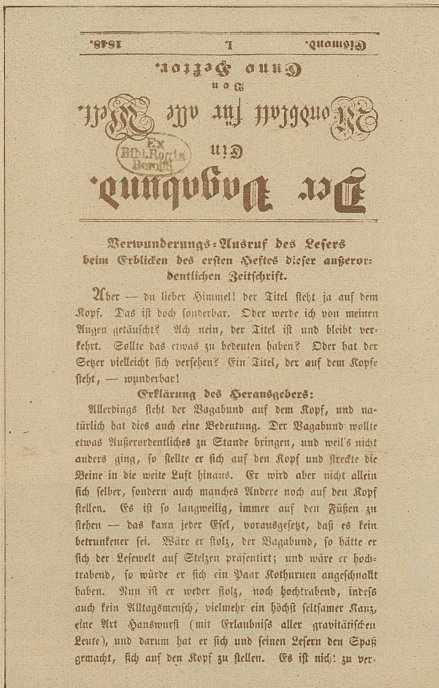 Der Vagabund.
Ein
Mondblatt für alle Welt.
Von
Enno Hektor.
Eismond. I. 1848.
Ex
Bibl. Regia
Berolin.
Verwunderungs-Ausruf des Lesers
beim Erblicken des ersten Heftes dieser außeror-
dentlichen Zeitschrift.
Aber — du lieber Himmel! der Titel steht ja auf dem
Kopf. Das ist doch sonderbar. Oder werde ich von meinen
Augen getäuscht? Ach nein, der Titel ist und bleibt ver-
kehrt. Sollte das etwas zu bedeuten haben? Oder hat der
Setzer vielleicht sich versehen? Ein Titel, der auf dem Kopfe
steht, — wunderbar!
Erklärung des Herausgebers:
Allerdings steht der Vagabund auf dem Kopf, und na-
türlich hat dies auch eine Bedeutung. Der Vagabund wollte
etwas Außerordentliches zu Stande bringen, und weil's nicht
anders ging, so stellte er sich auf den Kopf und streckte die
Beine in die weite Luft hinaus. Er wird aber nicht allein
sich selber, sondern auch manches Andere noch auf den Kopf
stellen. Es ist so langweilig, immer auf den Füßen zu
stehen — das kann jeder Esel, vorausgesetzt, daß es kein
betrunkener sei. Wäre er stolz, der Vagabund, so hätte er
sich der Lesewelt auf Stelzen präsentirt; und wäre er hoch-
trabend, so würde er sich ein Paar Kothurnen angeschnallt
haben. Nun ist er weder stolz, noch hochtrabend, indeß
auch kein Alltagsmensch, vielmehr ein höchst seltsamer Kauz,
eine Art Hanswurst (mit Erlaubniß aller gravitätischen
Leute), und darum hat er sich und seinen Lesern den Spaß
gemacht, sich auf den Kopf zu stellen. Es ist nicht zu ver-